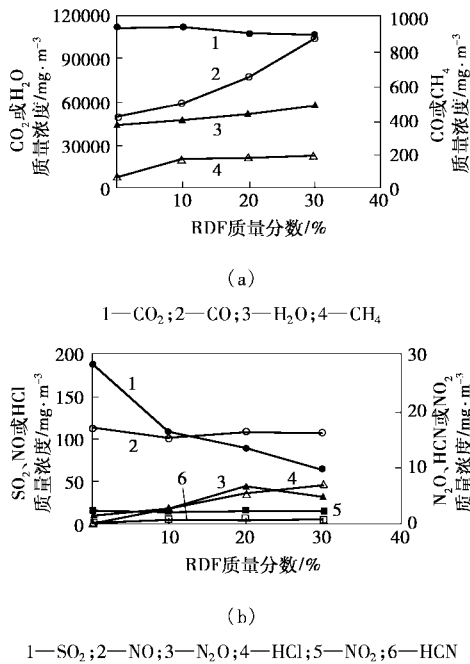 120000
90000
60000
30000
0
CO₂或H₂O
质量浓度/mg·m⁻³
1000
800
600
400
200
0
CO或CH₄
质量浓度/mg·m⁻³
1
2
3
4
10 20 30 40
RDF质量分数/%
(a)
1—CO₂;2—CO;3—H₂O;4—CH₄
200
150
100
50
0
SO₂、NO或HCl
质量浓度/mg·m⁻³
30
20
10
0
N₂O、HCN或NO₂
质量浓度/mg·m⁻³
1
2
6
3
4
5
10 20 30 40
RDF质量分数/%
(b)
1—SO₂;2—NO;3—N₂O;4—HCl;5—NO₂;6—HCN